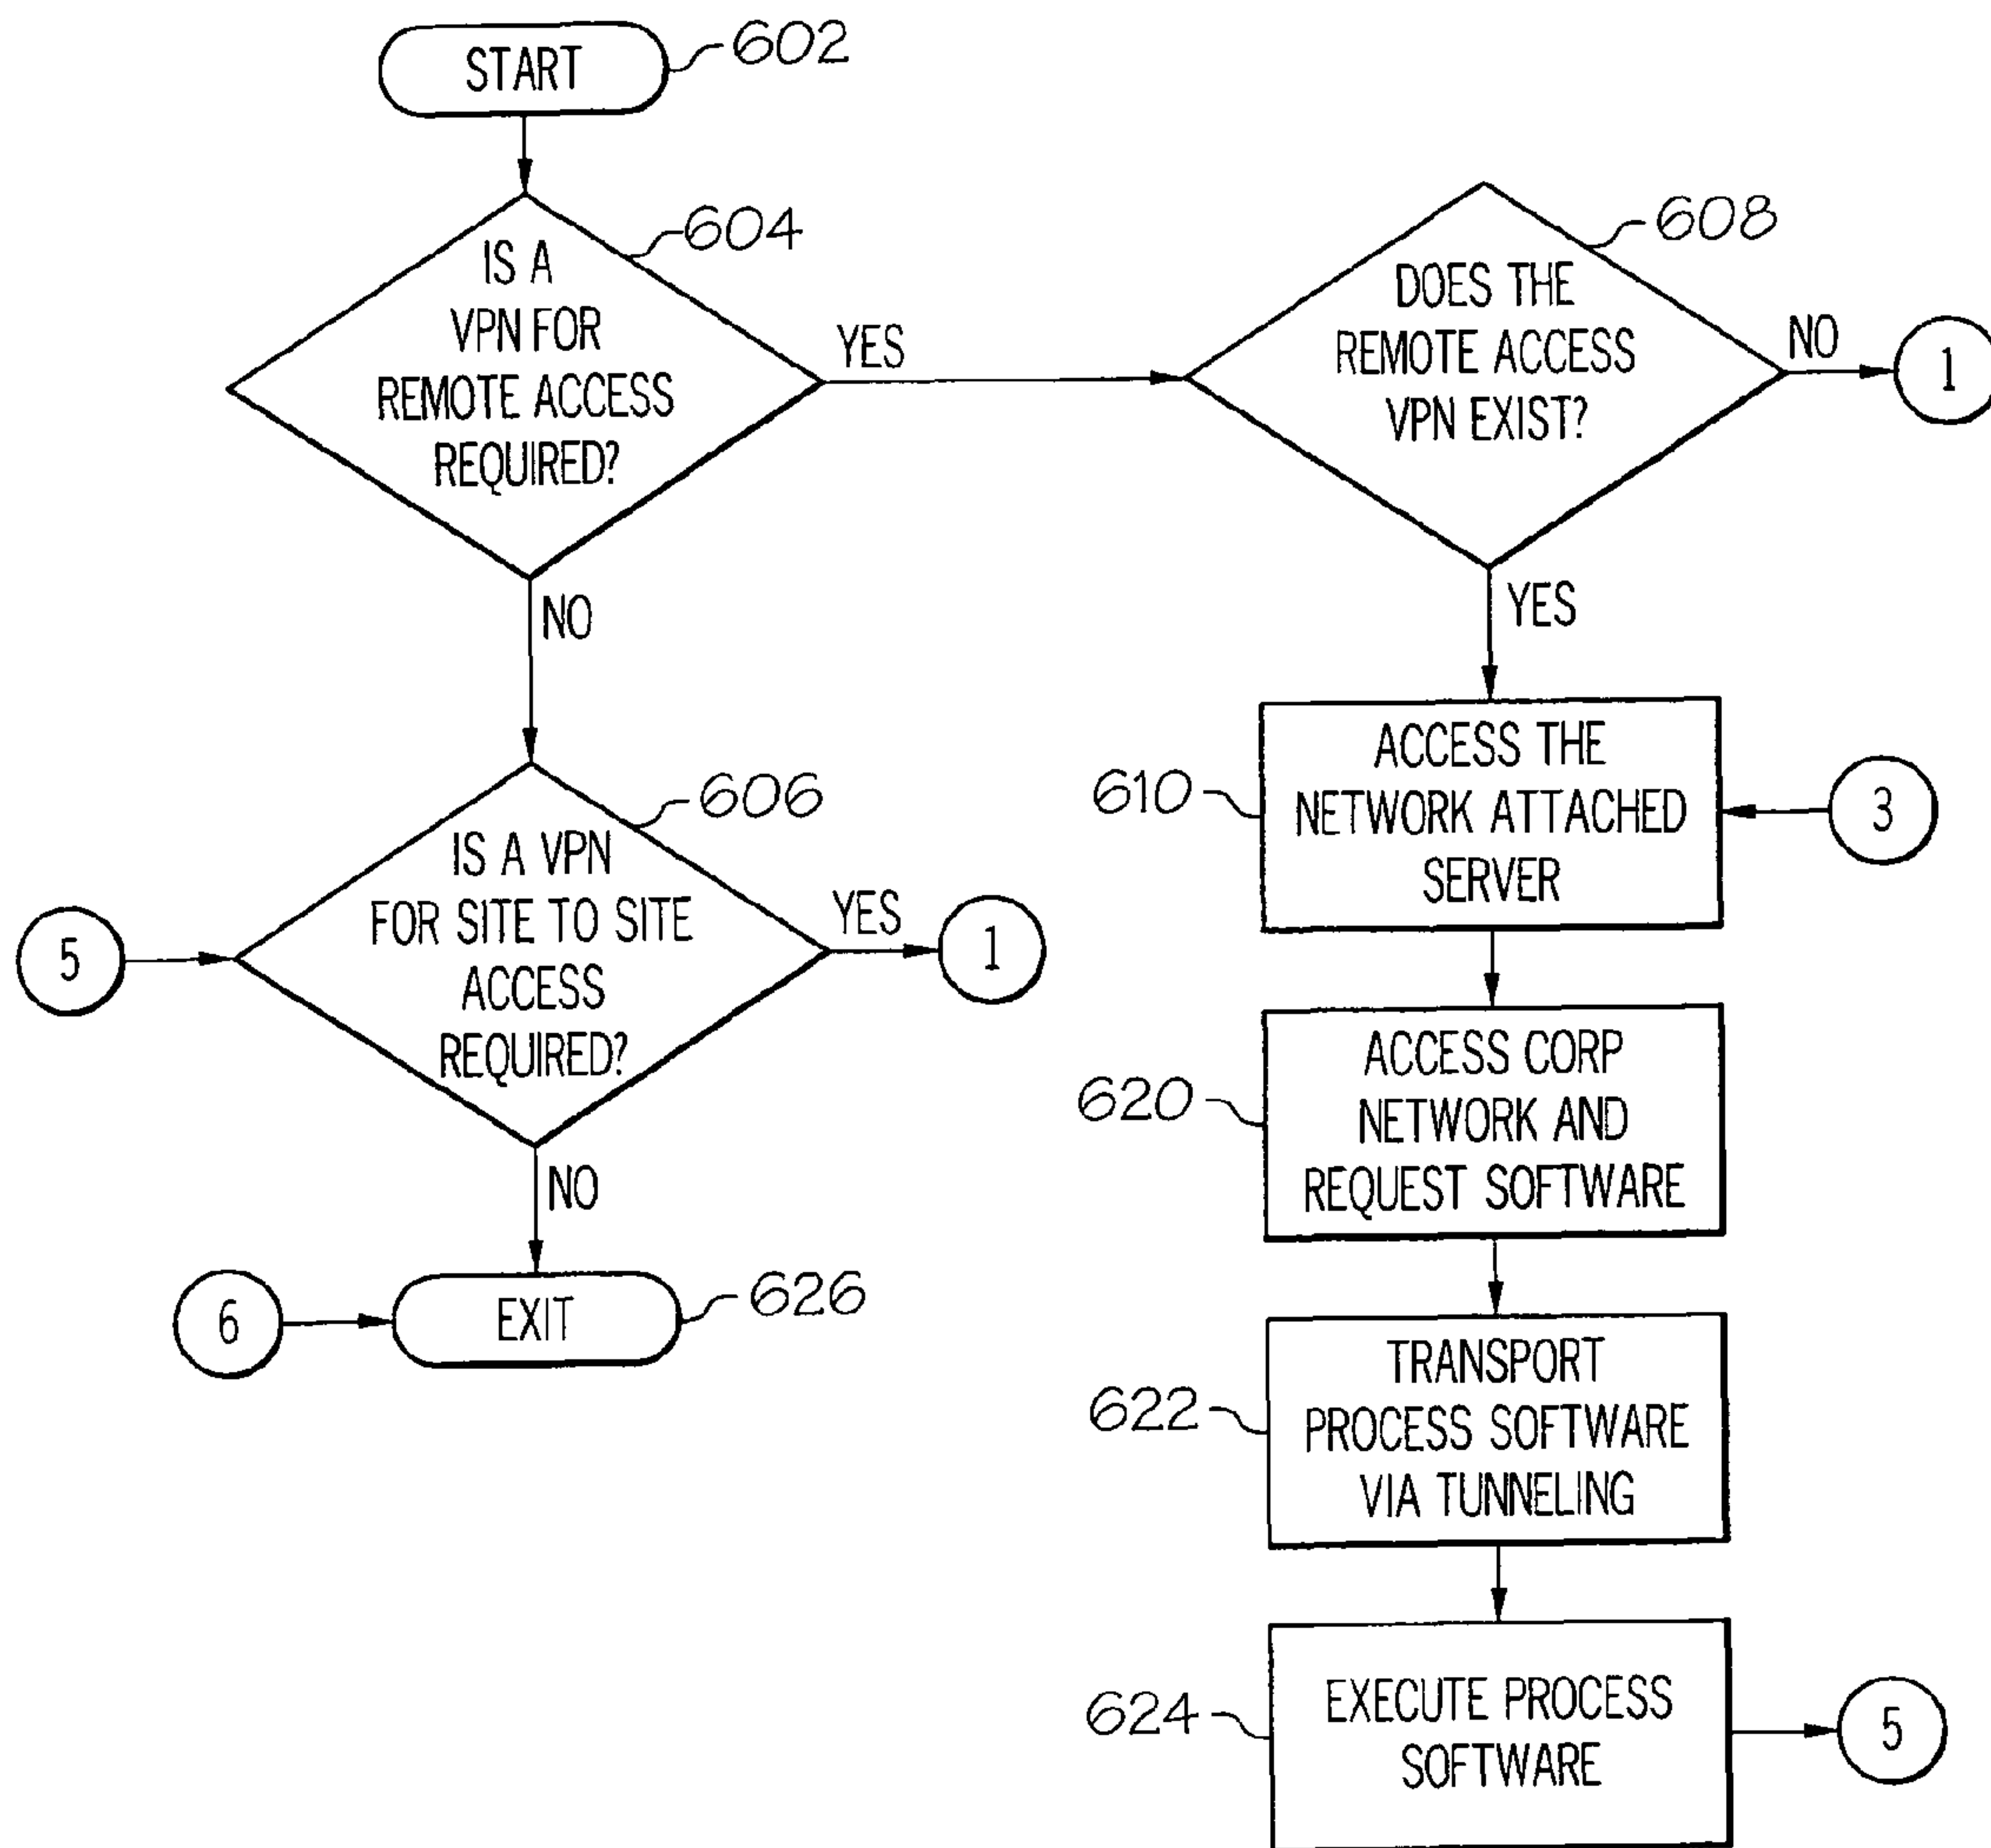 START
602
IS A
VPN FOR
REMOTE ACCESS
REQUIRED?
604
YES
NO
DOES THE
REMOTE ACCESS
VPN EXIST?
608
NO
1
YES
ACCESS THE
NETWORK ATTACHED
SERVER
610
3
IS A VPN
FOR SITE TO SITE
ACCESS
REQUIRED?
606
5
YES
1
NO
EXIT
626
6
ACCESS CORP
NETWORK AND
REQUEST SOFTWARE
620
TRANSPORT
PROCESS SOFTWARE
VIA TUNNELING
622
EXECUTE PROCESS
SOFTWARE
624
5